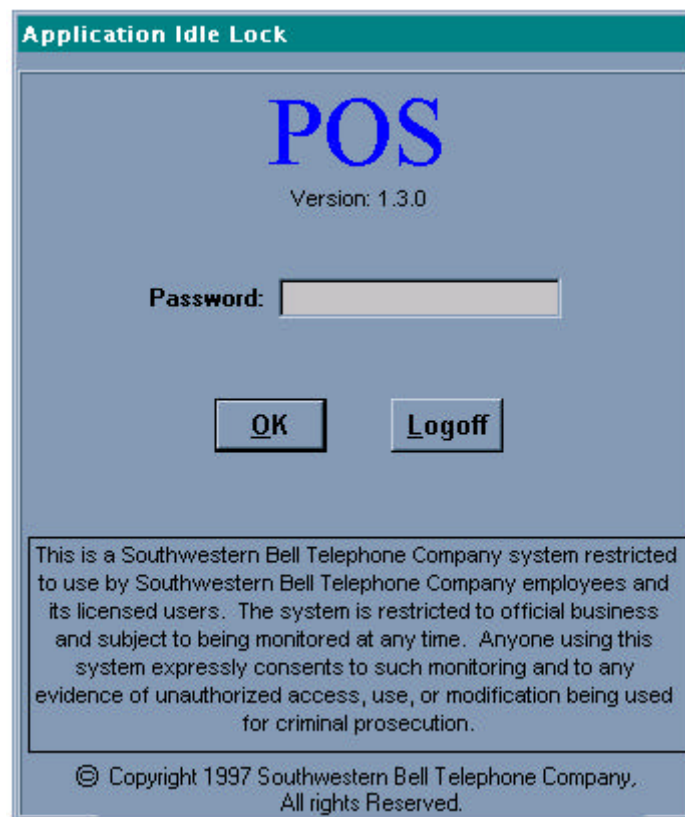 Application Idle Lock
POS
Version: 1.3.0
Password:
OK Logoff
This is a Southwestern Bell Telephone Company system restricted
to use by Southwestern Bell Telephone Company employees and
its licensed users. The system is restricted to official business
and subject to being monitored at any time. Anyone using this
system expressly consents to such monitoring and to any
evidence of unauthorized access, use, or modification being used
for criminal prosecution.
© Copyright 1997 Southwestern Bell Telephone Company,
All rights Reserved.